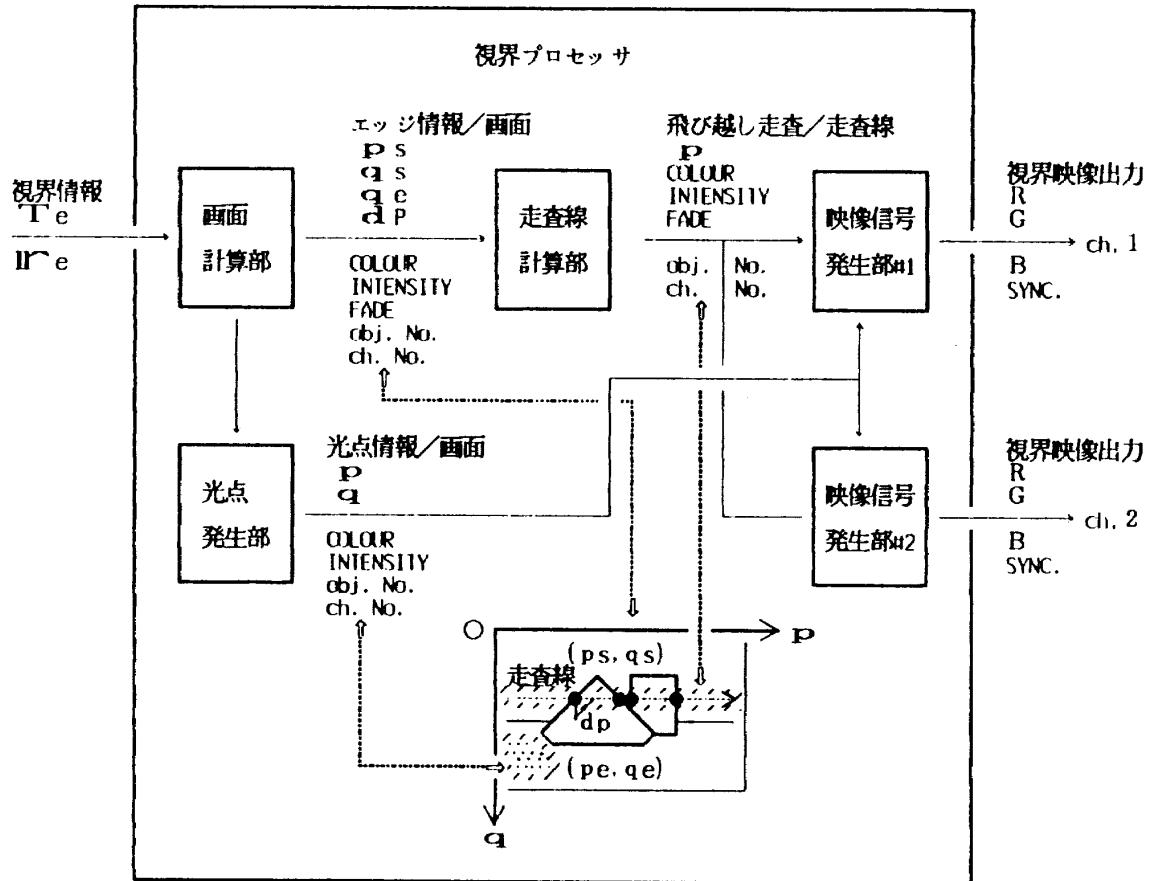 視界プロセッサ
エッジ情報／画面
ps
qs
qe
dp
飛び越し走査／走査線
p
COLOUR
INTENSITY
FADE
視界情報
Te
re
画面
計算部
走査線
計算部
映像信号
発生部#1
視界映像出力
R
G
B
SYNC.
ch. 1
COLOUR
INTENSITY
FADE
obj. No.
ch. No.
obj. No.
ch. No.
光点情報／画面
p
q
光点
発生部
映像信号
発生部#2
視界映像出力
R
G
B
SYNC.
ch. 2
COLOUR
INTENSITY
obj. No.
ch. No.
O
p
(ps,qs)
走査線
dp
(pe,qe)
q